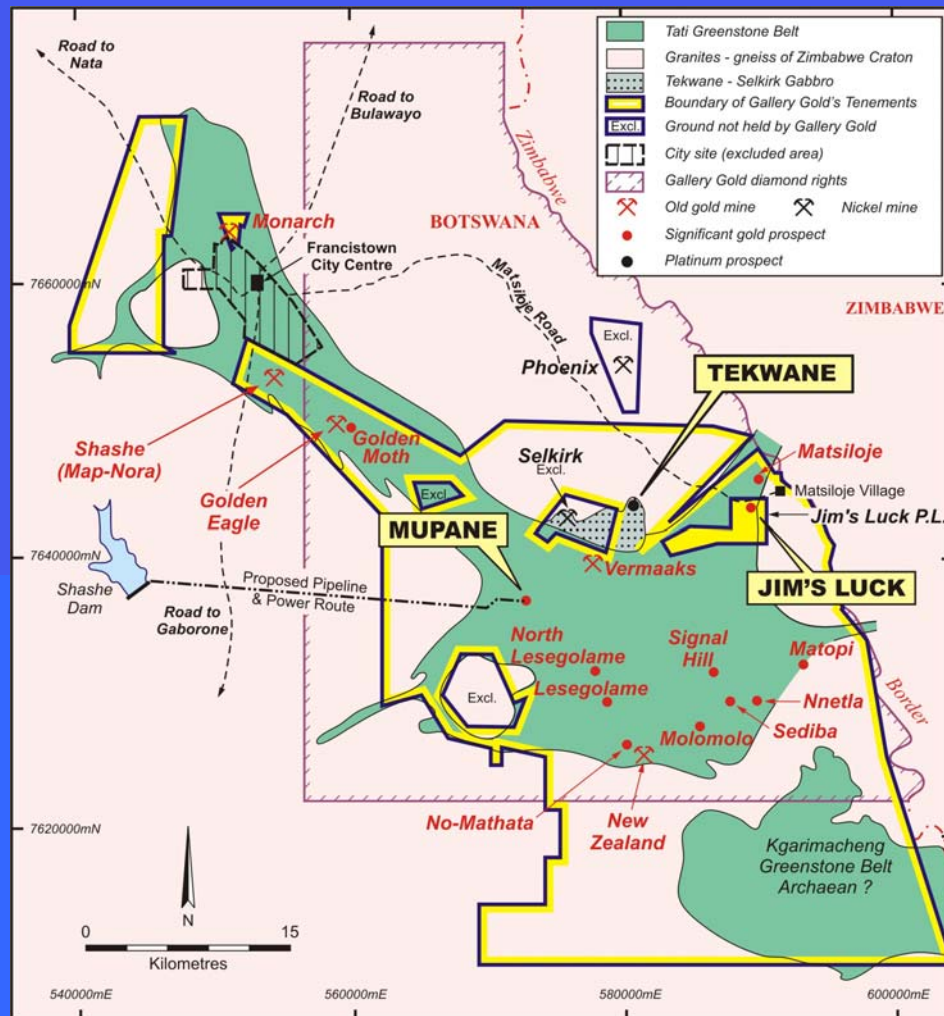 Road to
Nata
Road to
Bulawayo
Tati Greenstone Belt
Granites - gneiss of Zimbabwe Craton
Tekwane - Selkirk Gabbro
Boundary of Gallery Gold's Tenements
Excl.
Ground not held by Gallery Gold
City site (excluded area)
Gallery Gold diamond rights
Old gold mine
Nickel mine
Significant gold prospect
Platinum prospect
Zimbabwe
BOTSWANA
ZIMBABWE
Monarch
Francistown
City Centre
Matsiloje Road
7660000mN
Excl.
Phoenix
TEKWANE
Shashe
(Map-Nora)
Golden
Moth
Golden
Eagle
Selkirk
Excl.
Excl.
Matsiloje
Matsiloje Village
Jim's Luck P.L.
MUPANE
7640000mN
Vermaaks
JIM'S LUCK
Shashe
Dam
Proposed Pipeline
& Power Route
Road to
Gaborone
North
Lesegolame
Lesegolame
Signal
Hill
Matopi
Excl.
Nnetla
Sediba
Border
Molomolo
No-Mathata
New
Zealand
7620000mN
Kgarimacheng
Greenstone Belt
Archaean ?
N
0 15
Kilometres
540000mE 560000mE 580000mE 600000mE